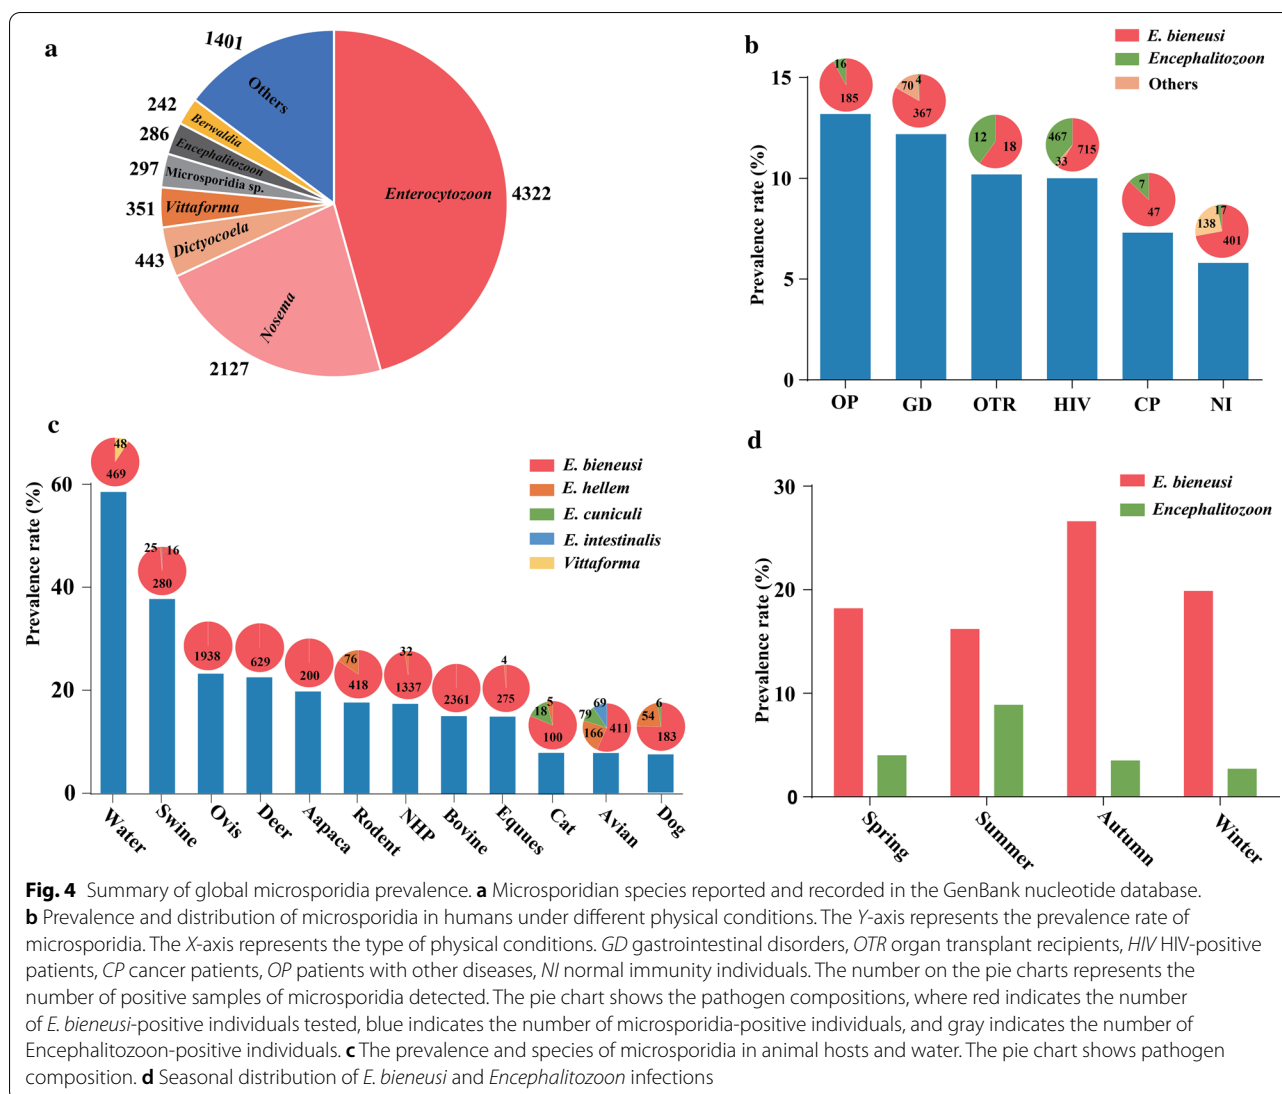 a
1401
242
286
297
351
443
2127
4322
Others
Berwaldia
Encephalitozoon
Microsporidia sp.
Vittaforma
Dictyocoela
Nosema
Enterocytozoon
b
E. bieneusi
Encephalitozoon
Others
Prevalence rate (%)
15
10
5
0
16
185
70 4
367
12 18
467 715
33
7
47
17
138
401
OP GD OTR HIV CP NI
c
E. bieneusi
E. hellem
E. cuniculi
E. intestinalis
Vittaforma
Prevalence rate (%)
60
40
20
0
48
469
25 16
280
1938
629
200
76
418
32
1337
2361
4
275
5
18
100
69
79
166 411
6
54
183
Water Swine Ovis Deer Aapaca Rodent NHP Bovine Equues Cat Avian Dog
d
E. bieneusi
Encephalitozoon
Prevalence rate (%)
30
20
10
0
Spring Summer Autumn Winter
Fig. 4 Summary of global microsporidia prevalence. a Microsporidian species reported and recorded in the GenBank nucleotide database.
b Prevalence and distribution of microsporidia in humans under different physical conditions. The Y-axis represents the prevalence rate of
microsporidia. The X-axis represents the type of physical conditions. GD gastrointestinal disorders, OTR organ transplant recipients, HIV HIV-positive
patients, CP cancer patients, OP patients with other diseases, NI normal immunity individuals. The number on the pie charts represents the
number of positive samples of microsporidia detected. The pie chart shows the pathogen compositions, where red indicates the number
of E. bieneusi-positive individuals tested, blue indicates the number of microsporidia-positive individuals, and gray indicates the number of
Encephalitozoon-positive individuals. c The prevalence and species of microsporidia in animal hosts and water. The pie chart shows pathogen
composition. d Seasonal distribution of E. bieneusi and Encephalitozoon infections